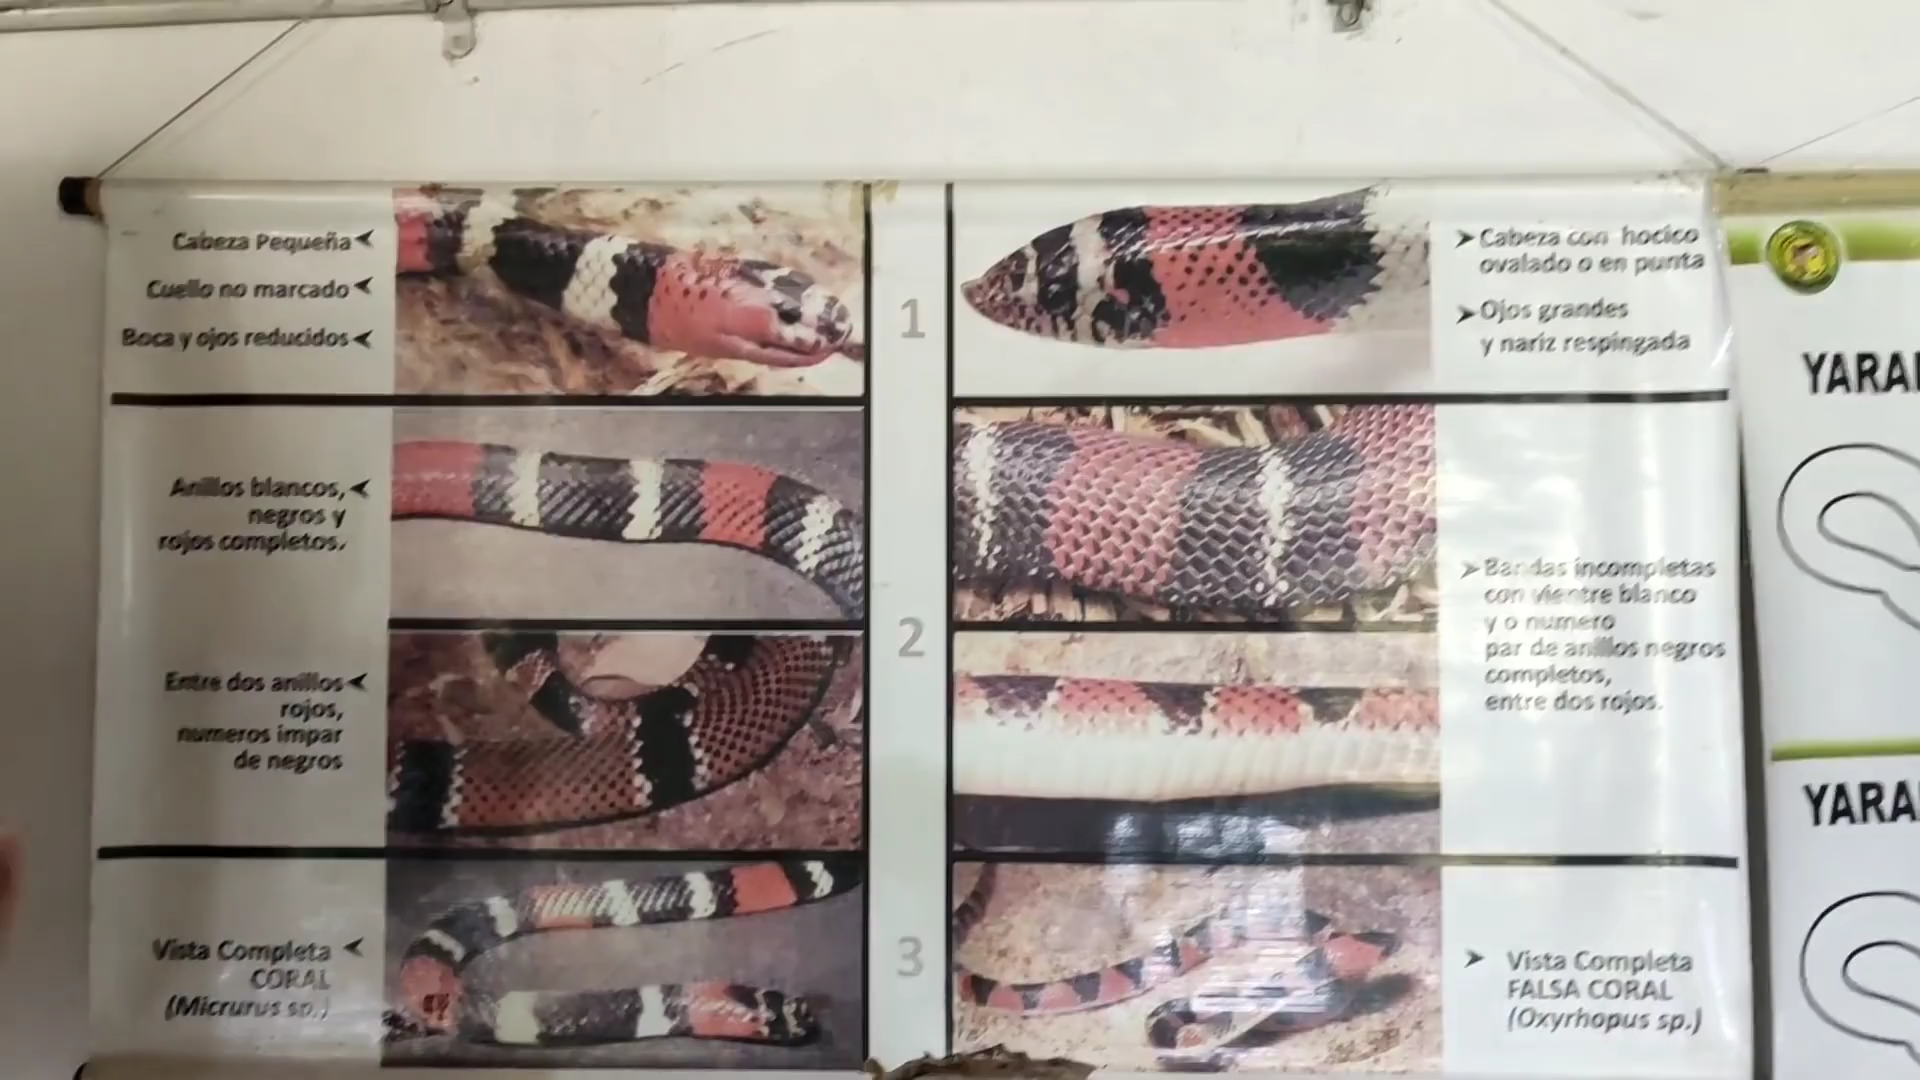 Cabeza Pequeña
Cuello no marcado
Boca y ojos reducidos
1
Cabeza con hocico
ovalado o en punta
Ojos grandes
y nariz respingada
Anillos blancos,
negros y
rojos completos.
Entre dos anillos
rojos,
numeros impar
de negros
2
Bandas incompletas
con vientre blanco
y o numero
par de anillos negros
completos,
entre dos rojos.
Vista Completa
CORAL
(Micrurus sp.)
3
Vista Completa
FALSA CORAL
(Oxyrhopus sp.)